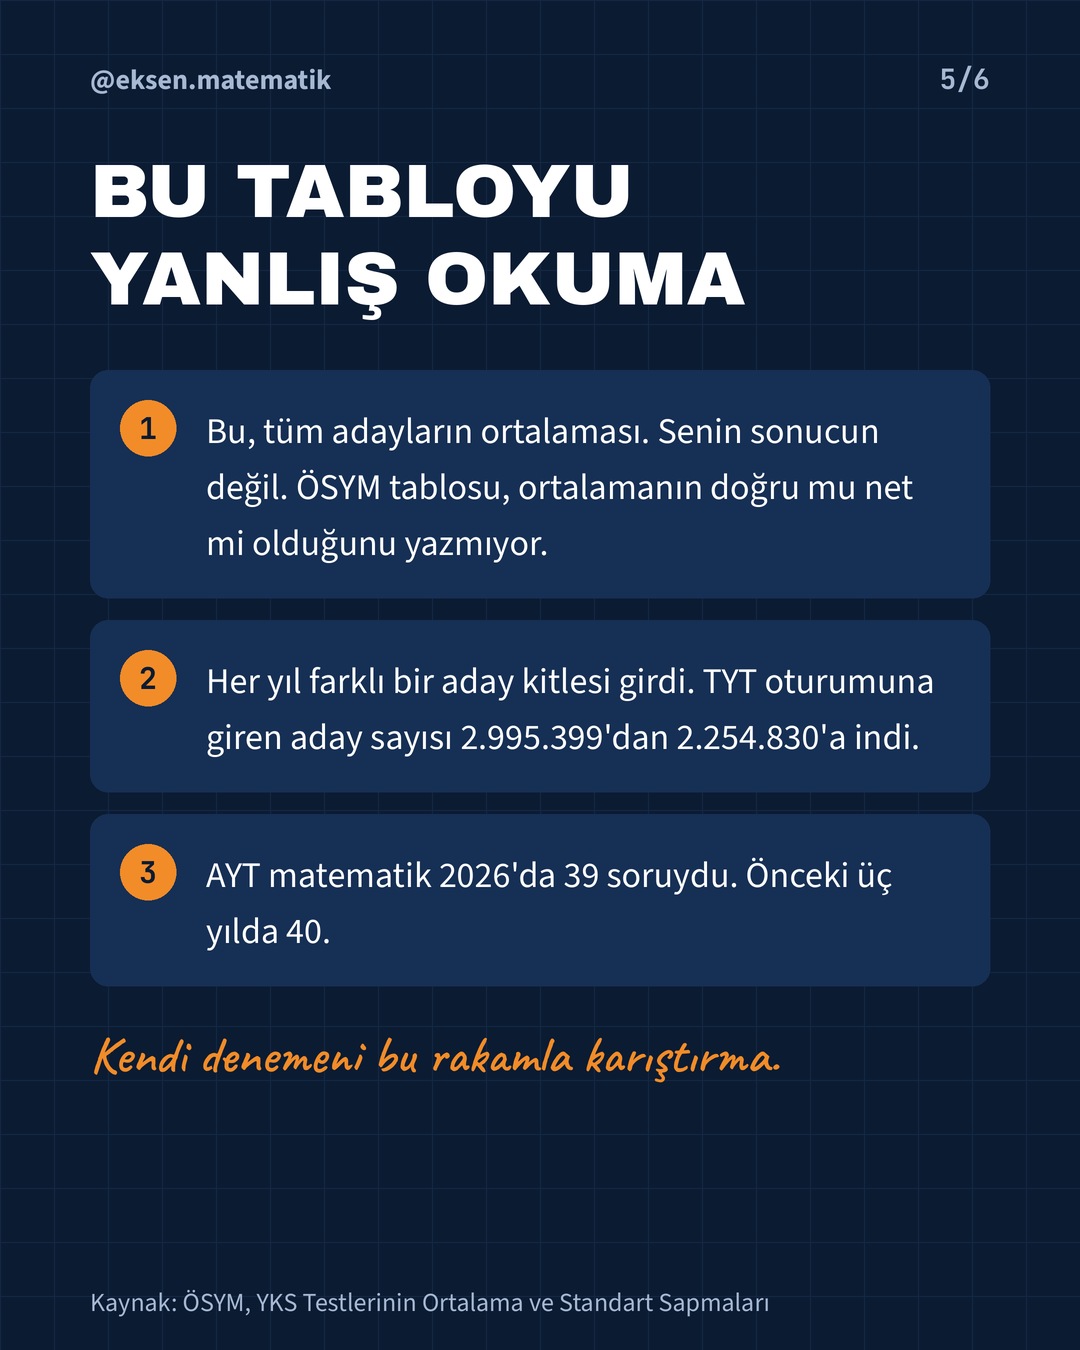 @eksen.matematik
5/6
BU TABLOYU
YANLIŞ OKUMA
1
Bu, tüm adayların ortalaması. Senin sonucun
değil. ÖSYM tablosu, ortalamanın doğru mu net
mi olduğunu yazmıyor.
2
Her yıl farklı bir aday kitlesi girdi. TYT oturumuna
giren aday sayısı 2.995.399'dan 2.254.830'a indi.
3
AYT matematik 2026'da 39 soruydu. Önceki üç
yılda 40.
Kendi denemeni bu rakamla karıştırma.
Kaynak: ÖSYM, YKS Testlerinin Ortalama ve Standart Sapmaları